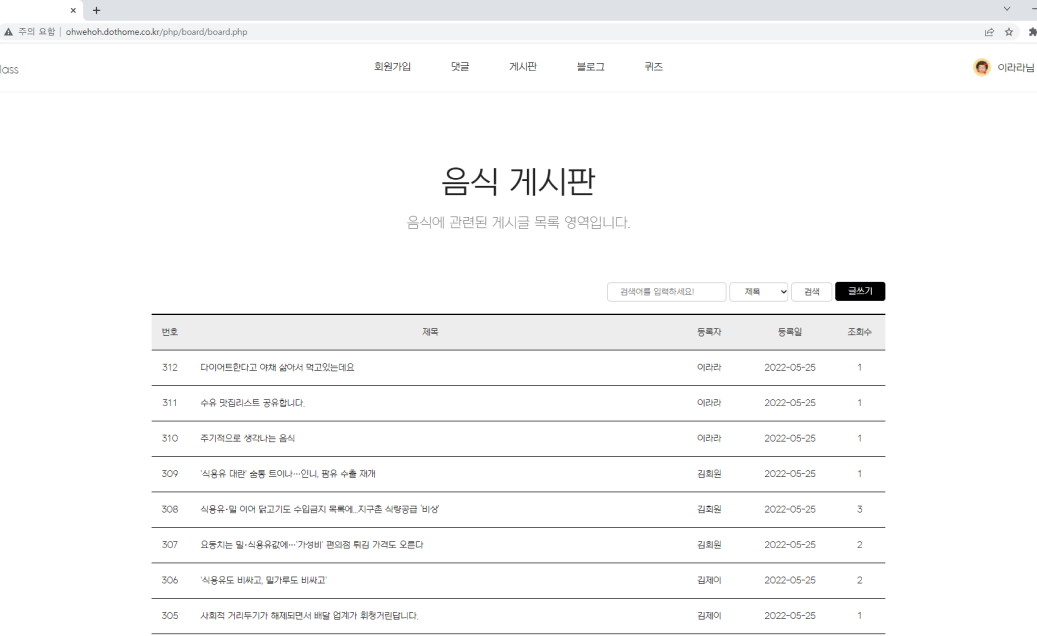 주의 요함 | ohwehoh.dothome.co.kr/php/board/board.php
lass 회원가입 댓글 게시판 블로그 퀴즈 이라라님
음식 게시판
음식에 관련된 게시글 목록 영역입니다.
검색어를 입력하세요! 제목 검색 글쓰기
번호 제목 등록자 등록일 조회수
312 다이어트한다고 야채 삶아서 먹고있는데요 이라라 2022-05-25 1
311 수유 맛집리스트 공유합니다. 이라라 2022-05-25 1
310 주기적으로 생각나는 음식 이라라 2022-05-25 1
309 '식용유 대란' 숨통 트이나…인니, 팜유 수출 재개 김회원 2022-05-25 1
308 식용유·밀 이어 닭고기도 수입금지 목록에...지구촌 식량공급 '비상' 김회원 2022-05-25 3
307 요동치는 밀·식용유값에…'가성비' 편의점 튀김 가격도 오른다 김회원 2022-05-25 2
306 '식용유도 비싸고, 밀가루도 비싸고' 김제이 2022-05-25 2
305 사회적 거리두기가 해제되면서 배달 업계가 휘청거린답니다. 김제이 2022-05-25 1